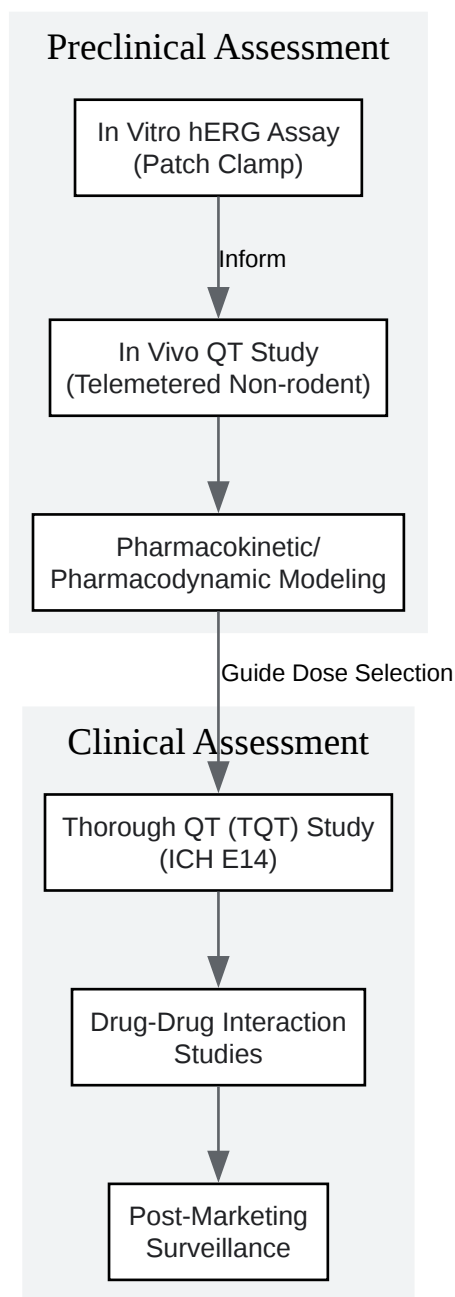 Preclinical Assessment
In Vitro hERG Assay
(Patch Clamp)
Inform
In Vivo QT Study
(Telemetered Non-rodent)
Pharmacokinetic/
Pharmacodynamic Modeling
Guide Dose Selection
Clinical Assessment
Thorough QT (TQT) Study
(ICH E14)
Drug-Drug Interaction
Studies
Post-Marketing
Surveillance